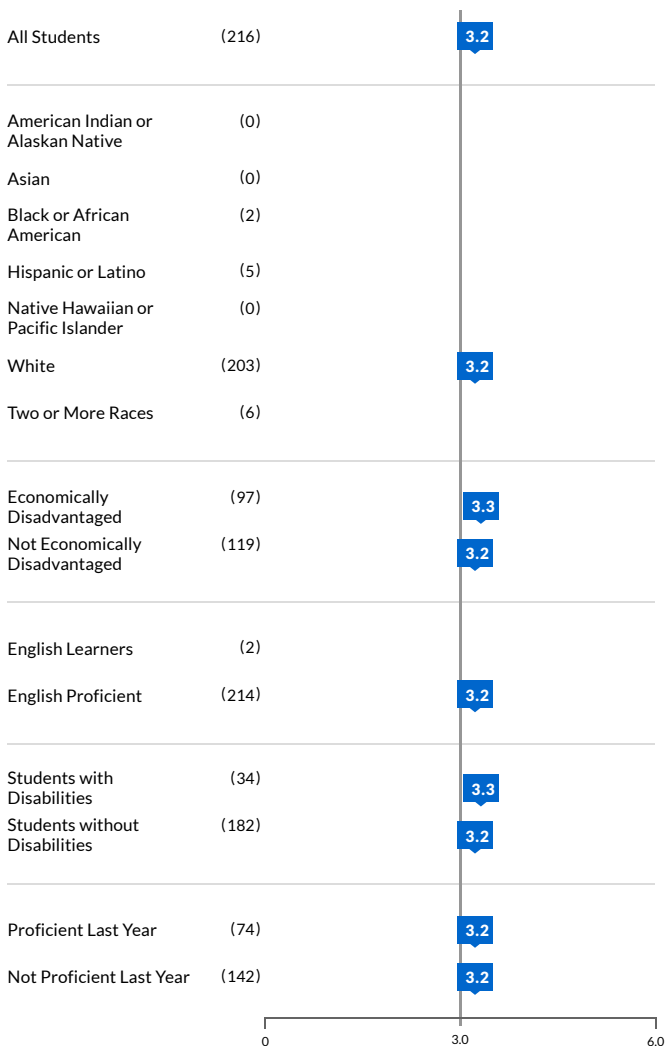 All Students (216) 3.2
American Indian or
Alaskan Native (0)
Asian (0)
Black or African
American (2)
Hispanic or Latino (5)
Native Hawaiian or
Pacific Islander (0)
White (203) 3.2
Two or More Races (6)
Economically
Disadvantaged (97) 3.3
Not Economically
Disadvantaged (119) 3.2
English Learners (2)
English Proficient (214) 3.2
Students with
Disabilities (34) 3.3
Students without
Disabilities (182) 3.2
Proficient Last Year (74) 3.2
Not Proficient Last Year (142) 3.2
0 3.0 6.0